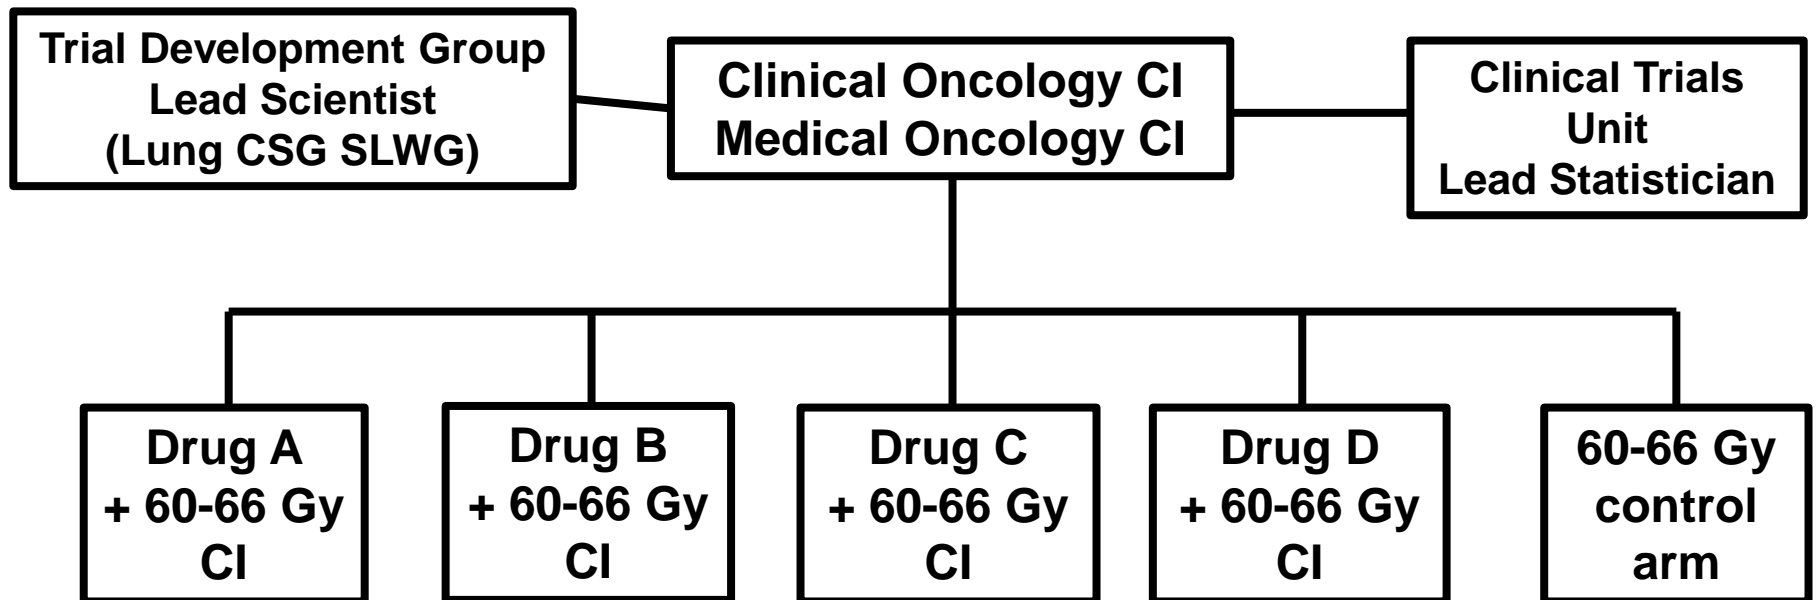 Trial Development Group
Lead Scientist
(Lung CSG SLWG)
Clinical Oncology CI
Medical Oncology CI
Clinical Trials
Unit
Lead Statistician
Drug A
+ 60-66 Gy
CI
Drug B
+ 60-66 Gy
CI
Drug C
+ 60-66 Gy
CI
Drug D
+ 60-66 Gy
CI
60-66 Gy
control
arm